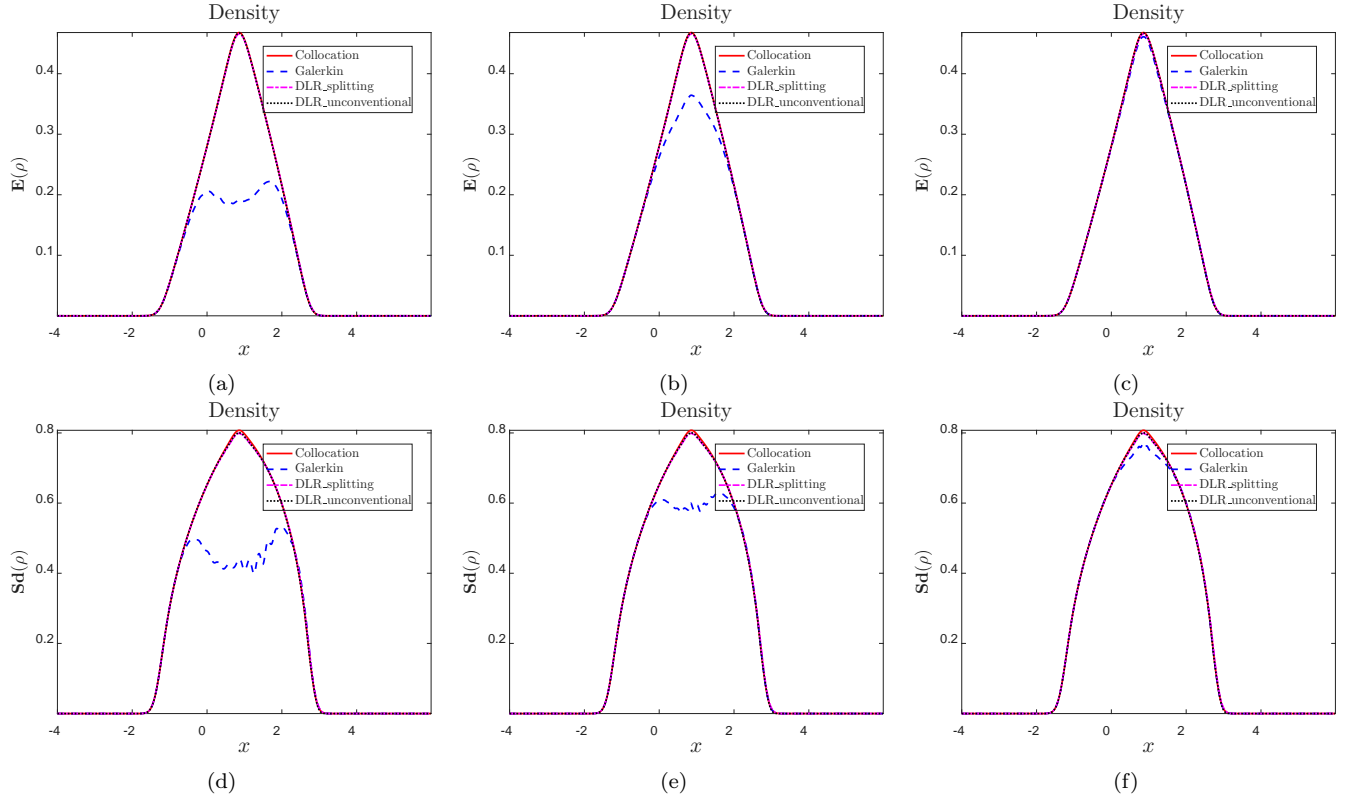 Density
Collocation
Galerkin
DLR_splitting
DLR_unconventional
0.4
0.3
0.2
0.1
E(ρ)
-4 -2 0 2 4
x
(a)
Density
Collocation
Galerkin
DLR_splitting
DLR_unconventional
0.4
0.3
0.2
0.1
E(ρ)
-4 -2 0 2 4
x
(b)
Density
Collocation
Galerkin
DLR_splitting
DLR_unconventional
0.4
0.3
0.2
0.1
E(ρ)
-4 -2 0 2 4
x
(c)
Density
Collocation
Galerkin
DLR_splitting
DLR_unconventional
0.8
0.6
0.4
0.2
Sd(ρ)
-4 -2 0 2 4
x
(d)
Density
Collocation
Galerkin
DLR_splitting
DLR_unconventional
0.8
0.6
0.4
0.2
Sd(ρ)
-4 -2 0 2 4
x
(e)
Density
Collocation
Galerkin
DLR_splitting
DLR_unconventional
0.8
0.6
0.4
0.2
Sd(ρ)
-4 -2 0 2 4
x
(f)